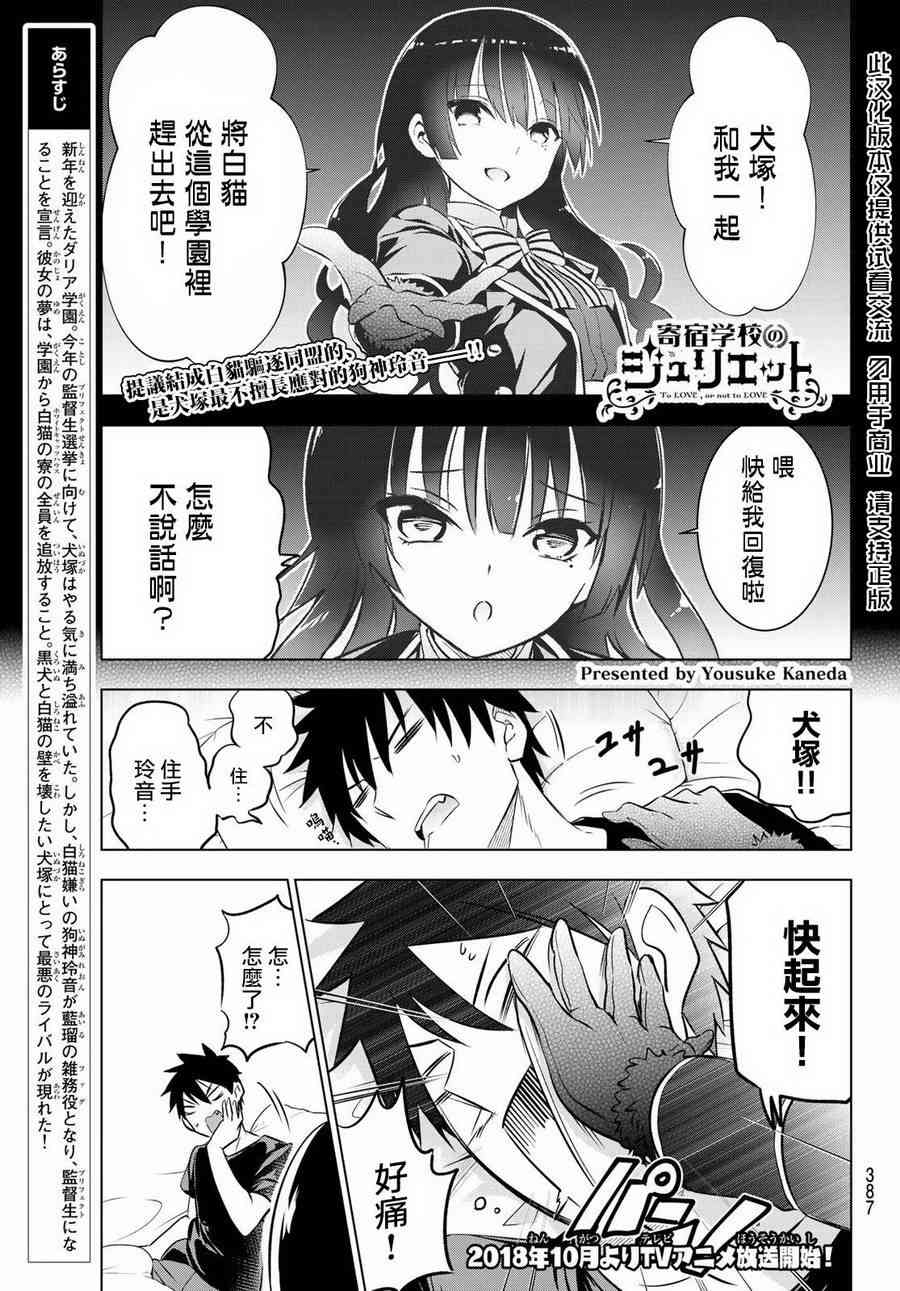 犬塚！
和我一起
將白貓
從這個學園裡
趕出去吧！
寄宿学校の
ジュリエット
To LOVE, or not to LOVE
提議結成白貓驅逐同盟的、
是犬塚最不擅長應對的狗神玲音──!!
喂
快給我回復啦
怎麼
不說話啊？
Presented by Yousuke Kaneda
犬塚!!
ユサ
ユサ
不
住…
住手
玲音…
嗚喵…
快起來！
パーン!
好痛！
怎…
怎麼了!?
2018年10月よりTVアニメ放送開始！
387
此汉化版本仅提供试看交流 勿用于商业 请支持正版
あらすじ
新年を迎えたダリア学園。今年の監督生選挙に向けて、犬塚はやる気に満ち溢れていた。しかし、白猫嫌いの狗神玲音が藍瑠の雑務役となり、監督生にな
ることを宣言。彼女の夢は、学園から白猫の寮の全員を追放すること。黒犬と白猫の壁を壊したい犬塚にとって最悪のライバルが現れた！